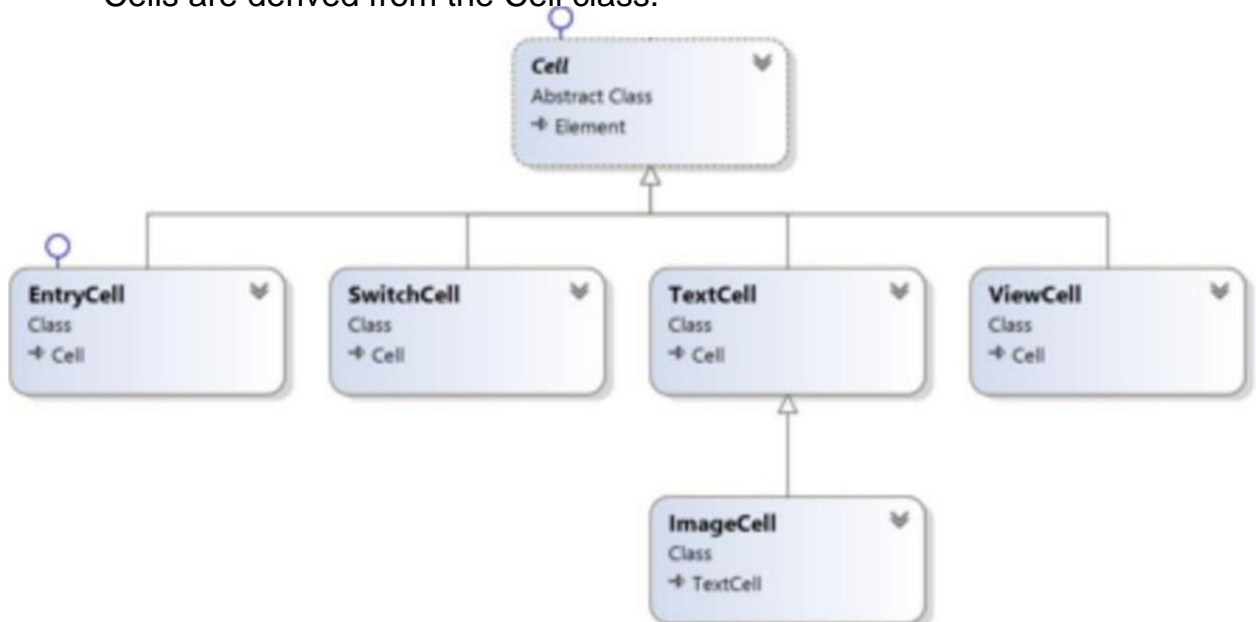 Cells are derived from the Cell class.
Cell
Abstract Class
Element
EntryCell
Class
Cell
SwitchCell
Class
Cell
TextCell
Class
Cell
ViewCell
Class
Cell
ImageCell
Class
TextCell